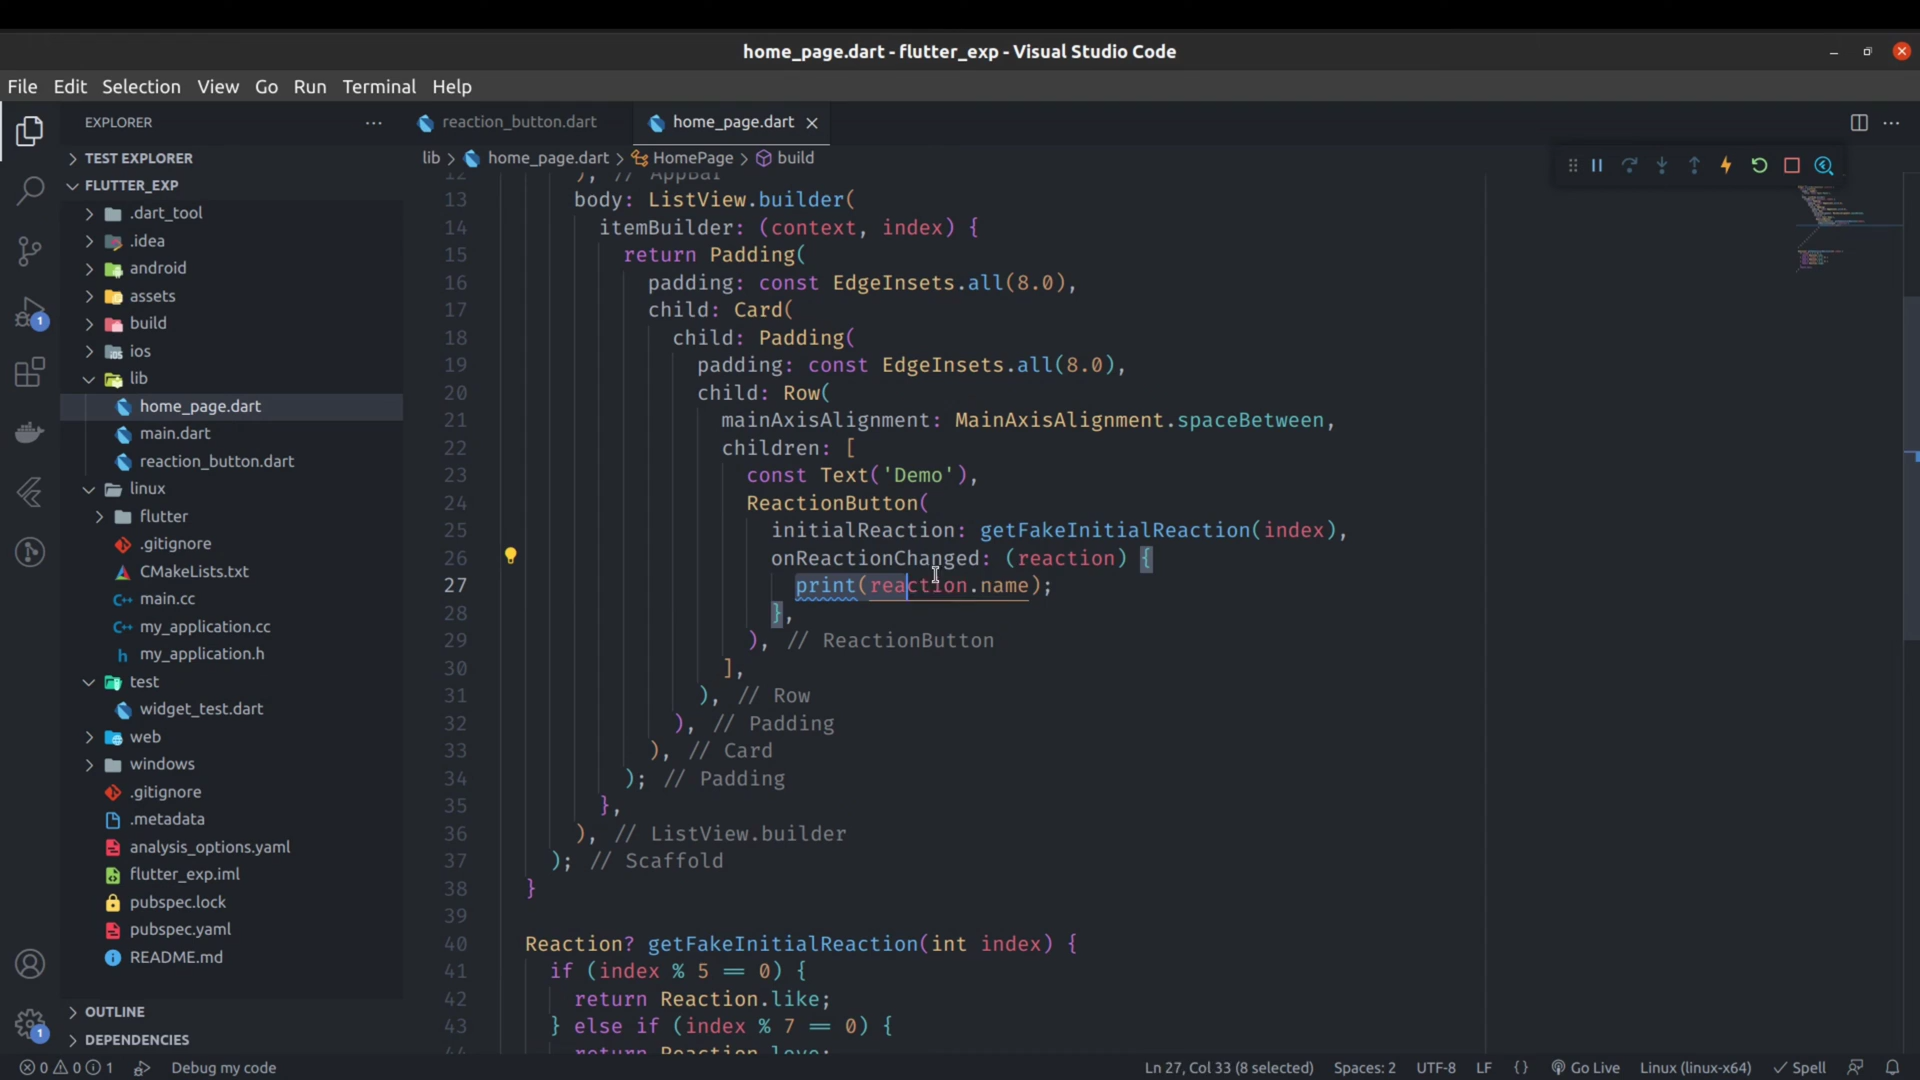 home_page.dart - flutter_exp - Visual Studio Code
File Edit Selection View Go Run Terminal Help
EXPLORER
TEST EXPLORER
FLUTTER_EXP
.dart_tool
.idea
android
assets
build
ios
lib
home_page.dart
main.dart
reaction_button.dart
linux
flutter
.gitignore
CMakeLists.txt
main.cc
my_application.cc
my_application.h
test
widget_test.dart
web
windows
.gitignore
.metadata
analysis_options.yaml
flutter_exp.iml
pubspec.lock
pubspec.yaml
README.md
OUTLINE
DEPENDENCIES
1
1
reaction_button.dart home_page.dart
lib > home_page.dart > HomePage > build
12 ), // AppBar
13 body: ListView.builder(
14 itemBuilder: (context, index) {
15 return Padding(
16 padding: const EdgeInsets.all(8.0),
17 child: Card(
18 child: Padding(
19 padding: const EdgeInsets.all(8.0),
20 child: Row(
21 mainAxisAlignment: MainAxisAlignment.spaceBetween,
22 children: [
23 const Text('Demo'),
24 ReactionButton(
25 initialReaction: getFakeInitialReaction(index),
26 onReactionChanged: (reaction) {
27 print(reaction.name);
28 },
29 ), // ReactionButton
30 ],
31 ), // Row
32 ), // Padding
33 ), // Card
34 ); // Padding
35 },
36 ), // ListView.builder
37 ); // Scaffold
38 }
39
40 Reaction? getFakeInitialReaction(int index) {
41 if (index % 5 == 0) {
42 return Reaction.like;
43 } else if (index % 7 == 0) {
44 return Reaction.love;
0 0 1 Debug my code Ln 27, Col 33 (8 selected) Spaces: 2 UTF-8 LF {} Go Live Linux (linux-x64) Spell